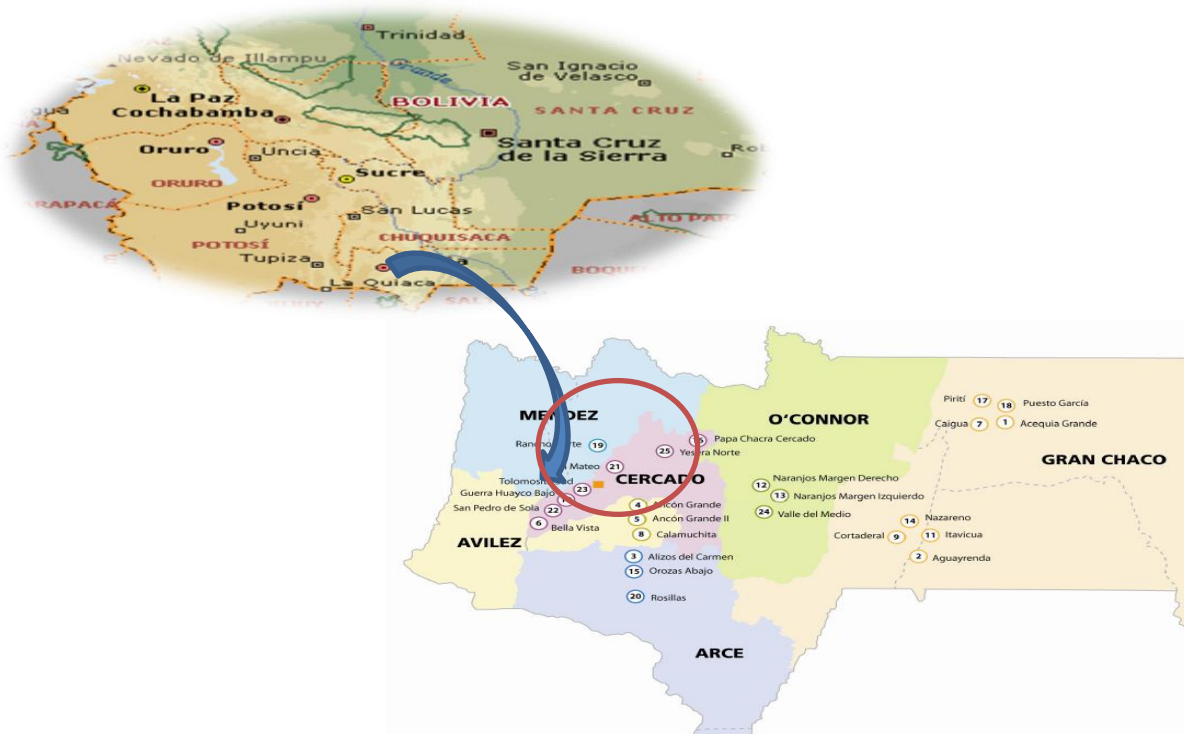 Trinidad
Nevado de Illampu
Grande
San Ignacio
de Velasco
La Paz
BOLIVIA
SANTA CRUZ
Cochabamba
Oruro
Uncia
Santa Cruz
de la Sierra
Sucre
ORURO
Potosí
San Lucas
Uyuni
CHUQUISACA
POTOSÍ
Tupiza
La Quiaca
MENDEZ
O'CONNOR
Pirití 17
18 Puesto García
Caigua 7
1 Acequia Grande
19
Papa Chacra Cercado
25 Yesera Norte
GRAN CHACO
Mateo 21
CERCADO
Naranjos Margen Derecho
12
13 Naranjos Margen Izquierdo
23
Guerra Huayco Bajo
San Pedro de Sola 22
4 Ancón Grande
5 Ancón Grande II
24 Valle del Medio
6 Bella Vista
8 Calamuchita
14 Nazareno
Cortaderal 9
11 Itavicua
AVILEZ
3 Alizos del Carmen
2 Aguayrenda
15 Orozas Abajo
20 Rosillas
ARCE